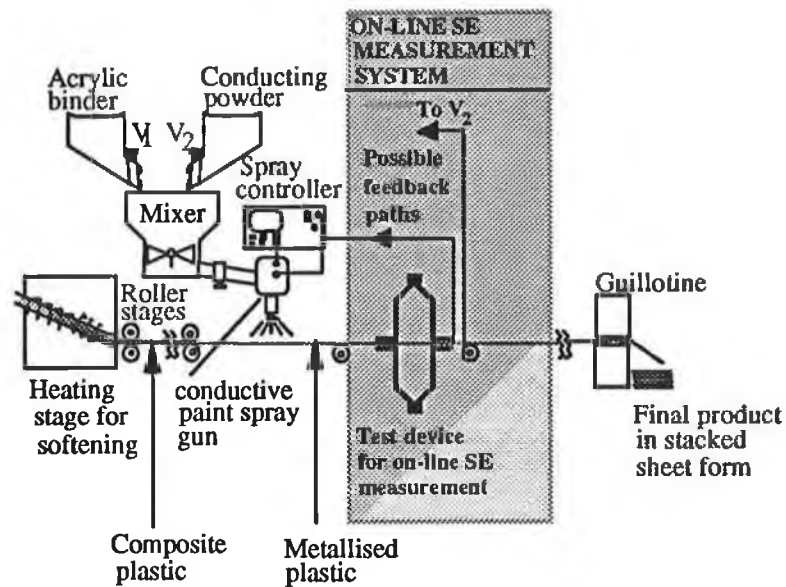 ON-LINE SE
MEASUREMENT
SYSTEM
Acrylic
binder
Conducting
powder
V1
V2
To V2
Possible
feedback
paths
Spray
controller
Mixer
Roller
stages
Guillotine
Heating
stage for
softening
conductive
paint spray
gun
Test device
for on-line SE
measurement
Final product
in stacked
sheet form
Composite
plastic
Metallised
plastic